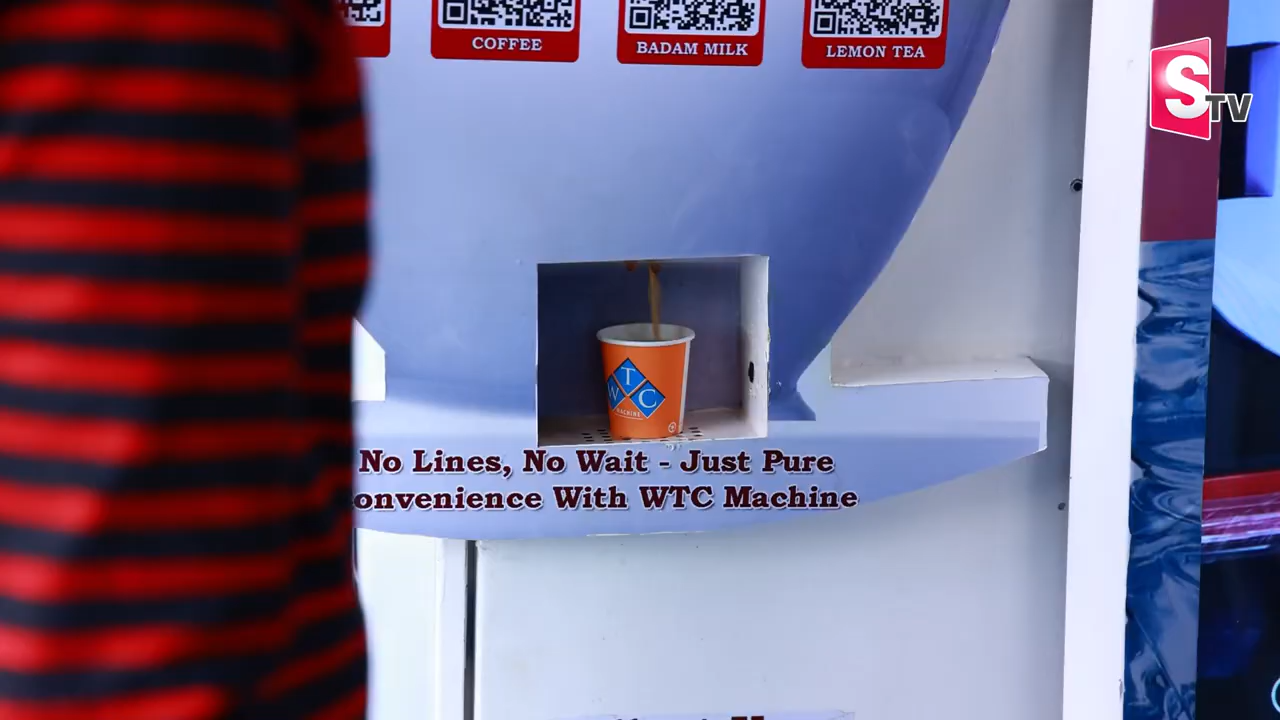 COFFEE
BADAM MILK
LEMON TEA
STV
WTC
MACHINE
No Lines, No Wait - Just Pure
onvenience With WTC Machine